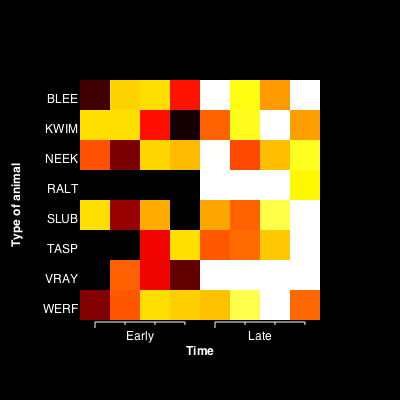 BLEE
KWIM
NEEK
RALT
SLUB
TASP
VRAY
WERF
Type of animal
Early Late
Time